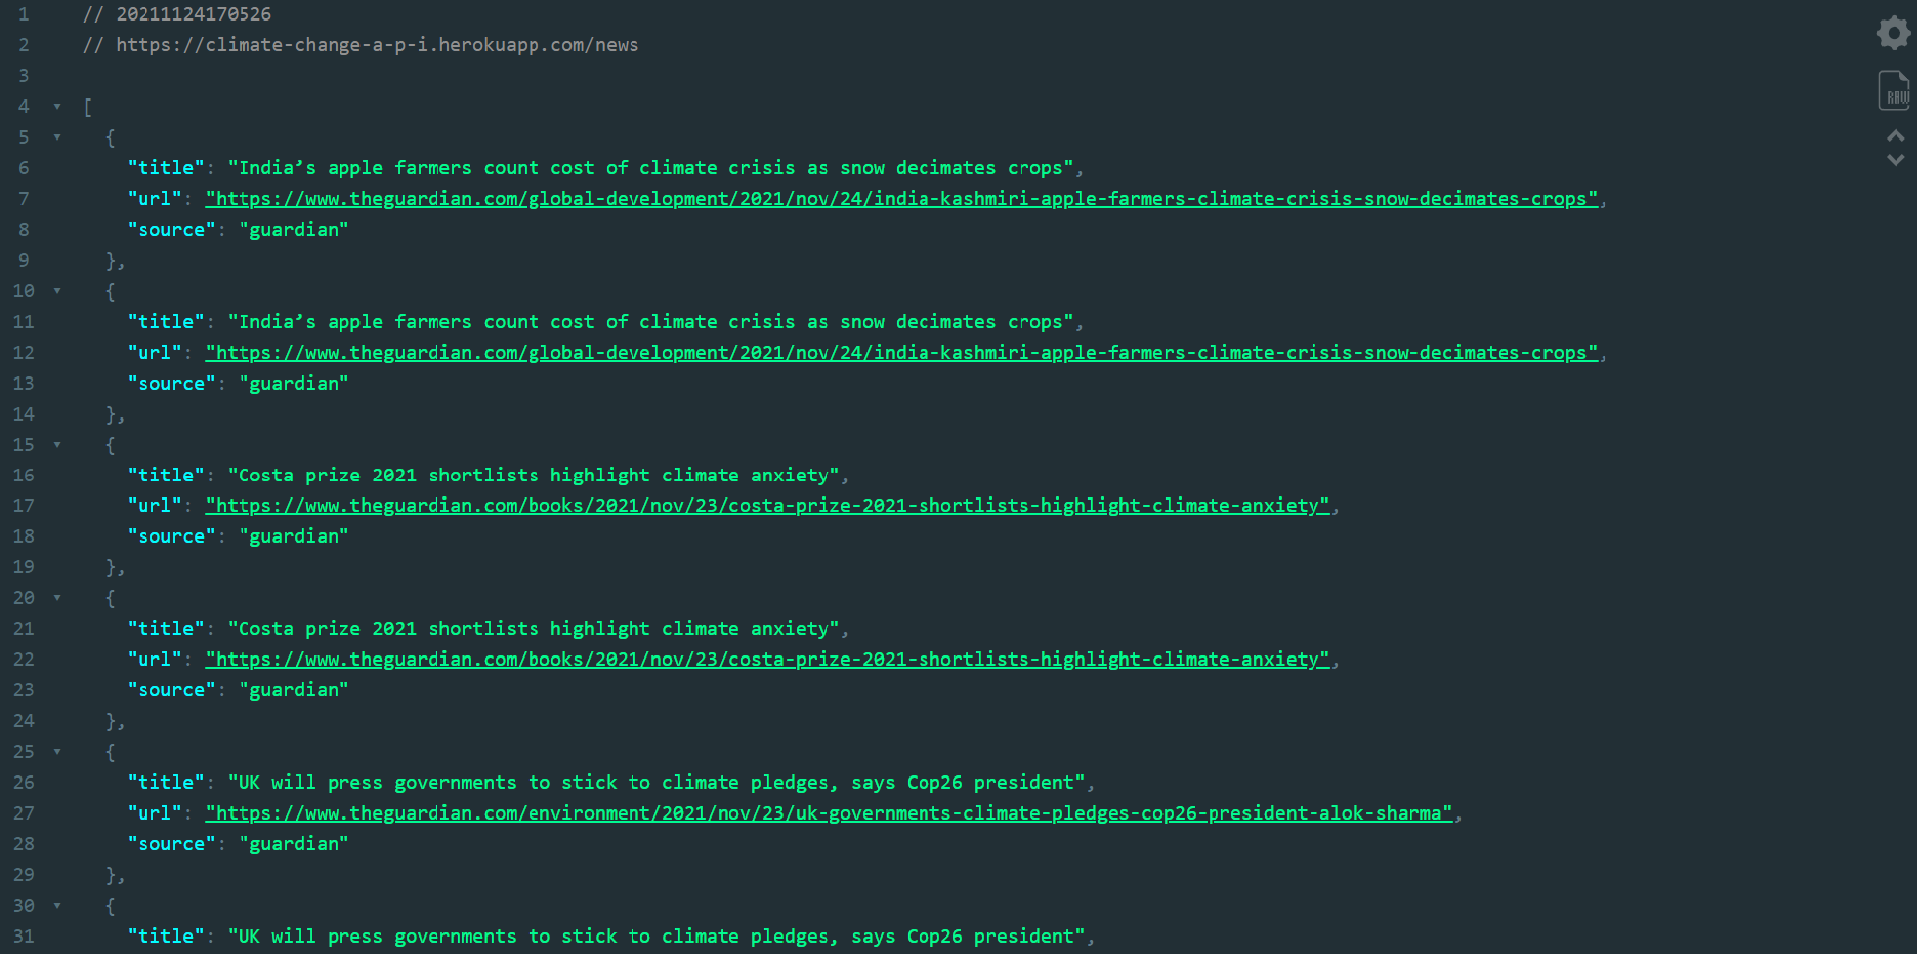 1 // 20211124170526
2 // https://climate-change-a-p-i.herokuapp.com/news
3
4 [
5 {
6 "title": "India’s apple farmers count cost of climate crisis as snow decimates crops",
7 "url": "https://www.theguardian.com/global-development/2021/nov/24/india-kashmiri-apple-farmers-climate-crisis-snow-decimates-crops",
8 "source": "guardian"
9 },
10 {
11 "title": "India’s apple farmers count cost of climate crisis as snow decimates crops",
12 "url": "https://www.theguardian.com/global-development/2021/nov/24/india-kashmiri-apple-farmers-climate-crisis-snow-decimates-crops",
13 "source": "guardian"
14 },
15 {
16 "title": "Costa prize 2021 shortlists highlight climate anxiety",
17 "url": "https://www.theguardian.com/books/2021/nov/23/costa-prize-2021-shortlists-highlight-climate-anxiety",
18 "source": "guardian"
19 },
20 {
21 "title": "Costa prize 2021 shortlists highlight climate anxiety",
22 "url": "https://www.theguardian.com/books/2021/nov/23/costa-prize-2021-shortlists-highlight-climate-anxiety",
23 "source": "guardian"
24 },
25 {
26 "title": "UK will press governments to stick to climate pledges, says Cop26 president",
27 "url": "https://www.theguardian.com/environment/2021/nov/23/uk-governments-climate-pledges-cop26-president-alok-sharma",
28 "source": "guardian"
29 },
30 {
31 "title": "UK will press governments to stick to climate pledges, says Cop26 president",
RAW